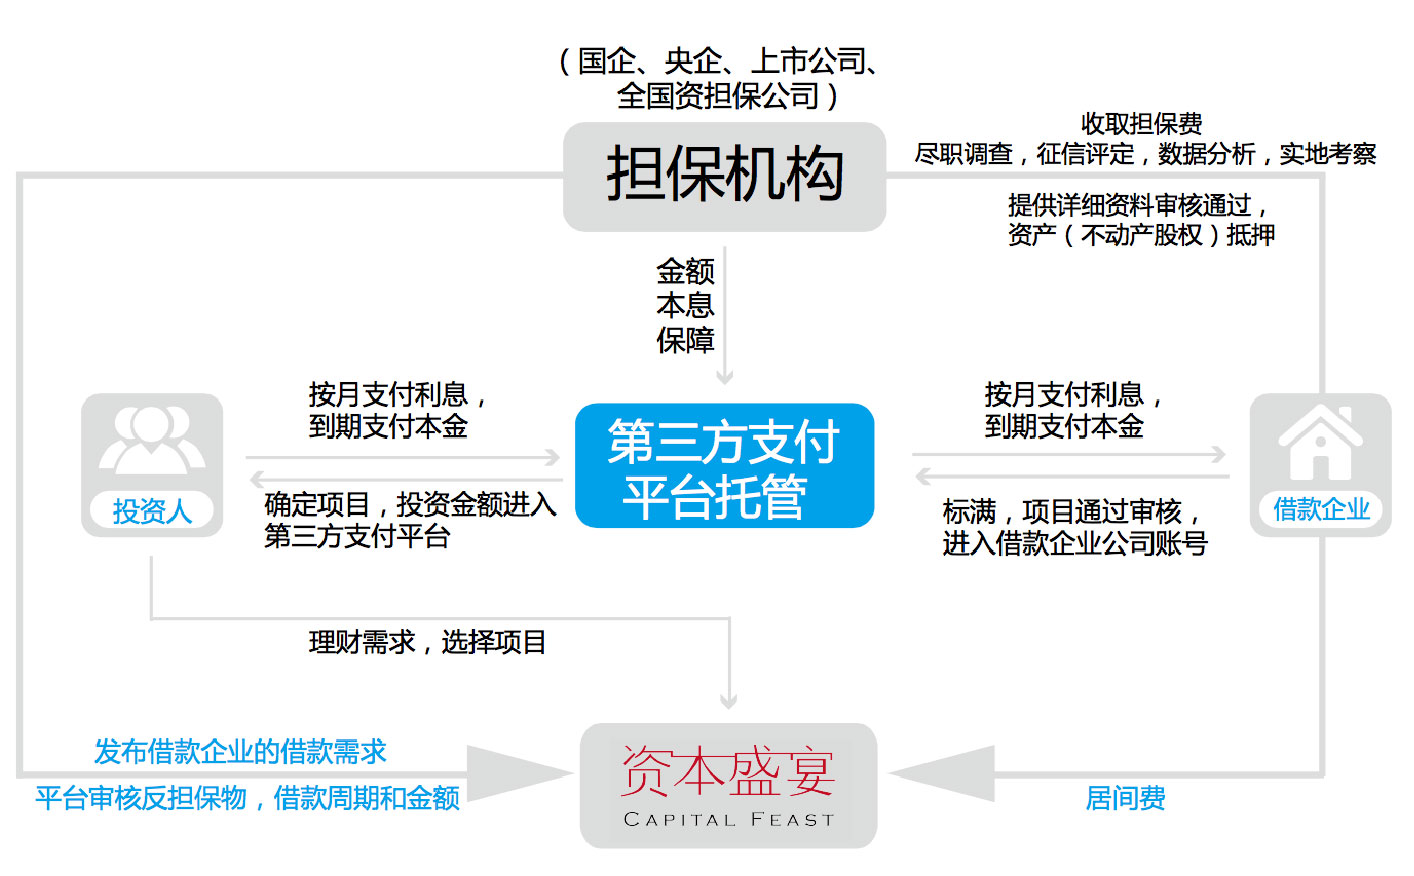 （国企、央企、上市公司、
全国资担保公司）
担保机构
收取担保费
尽职调查，征信评定，数据分析，实地考察
提供详细资料审核通过，
资产（不动产股权）抵押
金额
本息
保障
按月支付利息，
到期支付本金
第三方支付
平台托管
按月支付利息，
到期支付本金
投资人
确定项目，投资金额进入
第三方支付平台
标满，项目通过审核，
进入借款企业公司账号
借款企业
理财需求，选择项目
发布借款企业的借款需求
平台审核反担保物，借款周期和金额
资本盛宴
CAPITAL FEAST
居间费